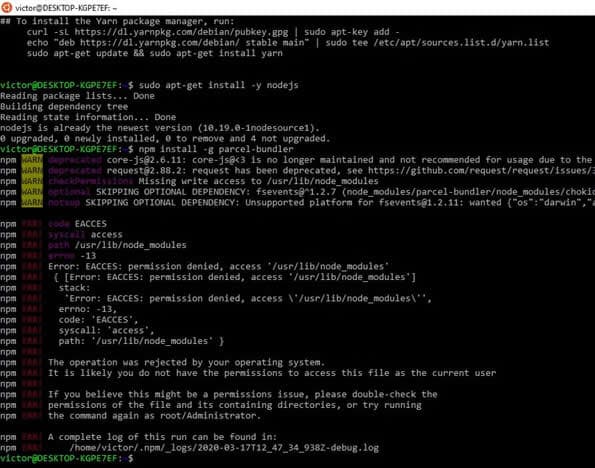 victor@DESKTOP-KGPE7EF: ~
## To install the Yarn package manager, run:
curl -sL https://dl.yarnpkg.com/debian/pubkey.gpg | sudo apt-key add -
echo "deb https://dl.yarnpkg.com/debian/ stable main" | sudo tee /etc/apt/sources.list.d/yarn.list
sudo apt-get update && sudo apt-get install yarn
victor@DESKTOP-KGPE7EF:~$ sudo apt-get install -y nodejs
Reading package lists... Done
Building dependency tree
Reading state information... Done
nodejs is already the newest version (10.19.0-1nodesource1).
0 upgraded, 0 newly installed, 0 to remove and 4 not upgraded.
victor@DESKTOP-KGPE7EF:~$ npm install -g parcel-bundler
npm WARN deprecated core-js@2.6.11: core-js@<3 is no longer maintained and not recommended for usage due to the
npm WARN deprecated request@2.88.2: request has been deprecated, see https://github.com/request/request/issues/3
npm WARN checkPermissions Missing write access to /usr/lib/node_modules
npm WARN optional SKIPPING OPTIONAL DEPENDENCY: fsevents@^1.2.7 (node_modules/parcel-bundler/node_modules/choki
npm WARN notsup SKIPPING OPTIONAL DEPENDENCY: Unsupported platform for fsevents@1.2.11: wanted {"os":"darwin","a
npm ERR! code EACCES
npm ERR! syscall access
npm ERR! path /usr/lib/node_modules
npm ERR! errno -13
npm ERR! Error: EACCES: permission denied, access '/usr/lib/node_modules'
npm ERR! { [Error: EACCES: permission denied, access '/usr/lib/node_modules']
npm ERR! stack:
npm ERR! 'Error: EACCES: permission denied, access \'/usr/lib/node_modules\'',
npm ERR! errno: -13,
npm ERR! code: 'EACCES',
npm ERR! syscall: 'access',
npm ERR! path: '/usr/lib/node_modules' }
npm ERR!
npm ERR! The operation was rejected by your operating system.
npm ERR! It is likely you do not have the permissions to access this file as the current user
npm ERR!
npm ERR! If you believe this might be a permissions issue, please double-check the
npm ERR! permissions of the file and its containing directories, or try running
npm ERR! the command again as root/Administrator.
npm ERR! A complete log of this run can be found in:
npm ERR! /home/victor/.npm/_logs/2020-03-17T12_47_34_938Z-debug.log
victor@DESKTOP-KGPE7EF:~$